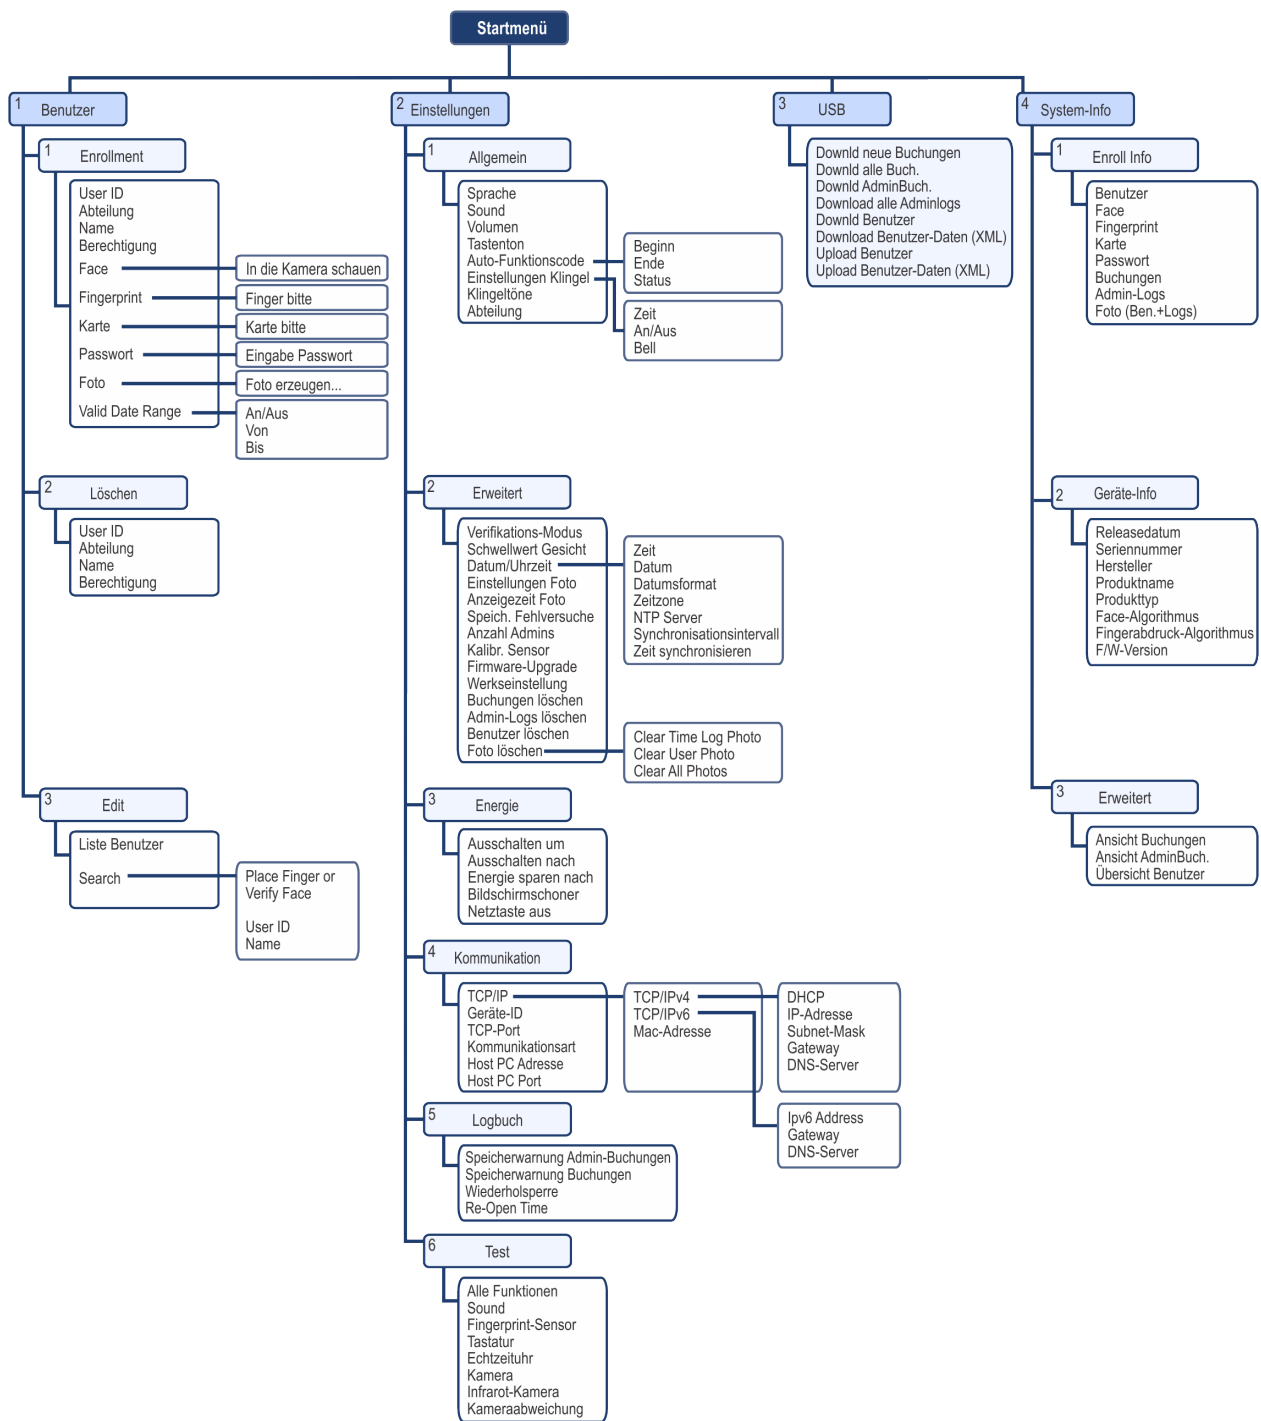 Startmenü
1
Benutzer
1
Enrollment
User ID
Abteilung
Name
Berechtigung
Face
In die Kamera schauen
Fingerprint
Finger bitte
Karte
Karte bitte
Passwort
Eingabe Passwort
Foto
Foto erzeugen...
Valid Date Range
An/Aus
Von
Bis
2
Löschen
User ID
Abteilung
Name
Berechtigung
3
Edit
Liste Benutzer
Search
Place Finger or
Verify Face
User ID
Name
2
Einstellungen
1
Allgemein
Sprache
Sound
Volumen
Tastenton
Auto-Funktionscode
Einstellungen Klingel
Klingeltöne
Abteilung
Beginn
Ende
Status
Zeit
An/Aus
Bell
2
Erweitert
Verifikations-Modus
Schwellwert Gesicht
Datum/Uhrzeit
Einstellungen Foto
Anzeigezeit Foto
Speich. Fehlversuche
Anzahl Admins
Kalibr. Sensor
Firmware-Upgrade
Werkseinstellung
Buchungen löschen
Admin-Logs löschen
Benutzer löschen
Foto löschen
Zeit
Datum
Datumsformat
Zeitzone
NTP Server
Synchronisationsintervall
Zeit synchronisieren
Clear Time Log Photo
Clear User Photo
Clear All Photos
3
Energie
Ausschalten um
Ausschalten nach
Energie sparen nach
Bildschirmschoner
Netztaste aus
4
Kommunikation
TCP/IP
Geräte-ID
TCP-Port
Kommunikationsart
Host PC Adresse
Host PC Port
TCP/IPv4
TCP/IPv6
Mac-Adresse
DHCP
IP-Adresse
Subnet-Mask
Gateway
DNS-Server
Ipv6 Address
Gateway
DNS-Server
5
Logbuch
Speicherwarnung Admin-Buchungen
Speicherwarnung Buchungen
Wiederholsperre
Re-Open Time
6
Test
Alle Funktionen
Sound
Fingerprint-Sensor
Tastatur
Echtzeituhr
Kamera
Infrarot-Kamera
Kameraabweichung
3
USB
Downld neue Buchungen
Downld alle Buch.
Downld AdminBuch.
Download alle Adminlogs
Downld Benutzer
Download Benutzer-Daten (XML)
Upload Benutzer
Upload Benutzer-Daten (XML)
4
System-Info
1
Enroll Info
Benutzer
Face
Fingerprint
Karte
Passwort
Buchungen
Admin-Logs
Foto (Ben.+Logs)
2
Geräte-Info
Releasedatum
Seriennummer
Hersteller
Produktname
Produkttyp
Face-Algorithmus
Fingerabdruck-Algorithmus
F/W-Version
3
Erweitert
Ansicht Buchungen
Ansicht AdminBuch.
Übersicht Benutzer